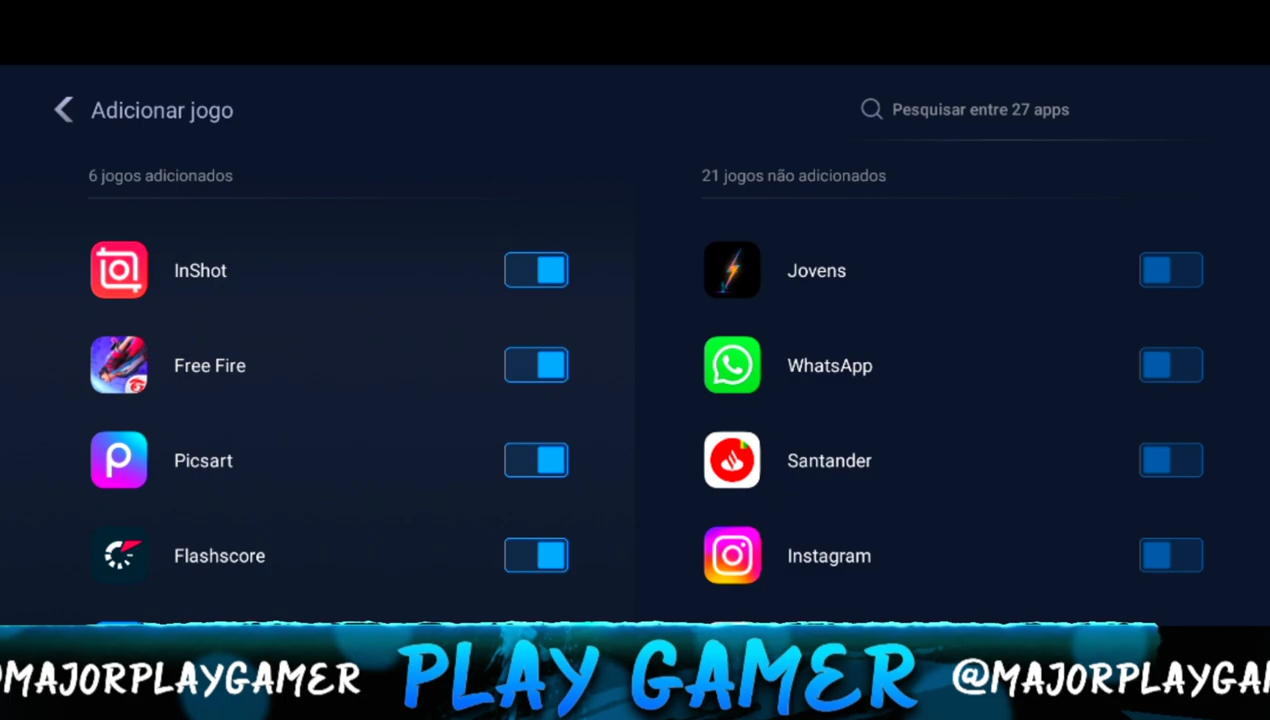 Adicionar jogo
Pesquisar entre 27 apps
6 jogos adicionados
21 jogos não adicionados
InShot
Jovens
Free Fire
WhatsApp
Picsart
Santander
Flashscore
Instagram
@MAJORPLAYGAMER PLAY GAMER @MAJORPLAYGAM